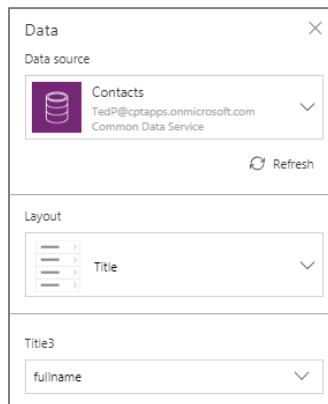 Data
Data source
Contacts
TedP@cptapps.onmicrosoft.com
Common Data Service
Refresh
Layout
Title
Title3
fullname